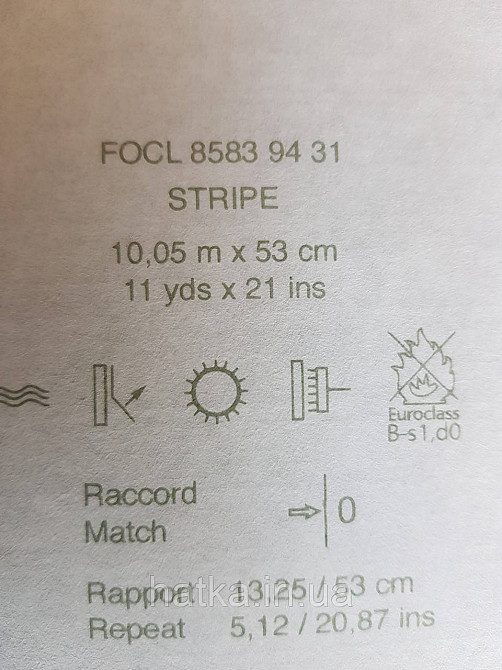 FOCL 8583 94 31
STRIPE
10,05 m x 53 cm
11 yds x 21 ins
Euroclass
B-s1,d0
Raccord
Match
0
Rapport 13,25 / 53 cm
hatka.in.ua
Repeat 5,12 / 20,87 ins